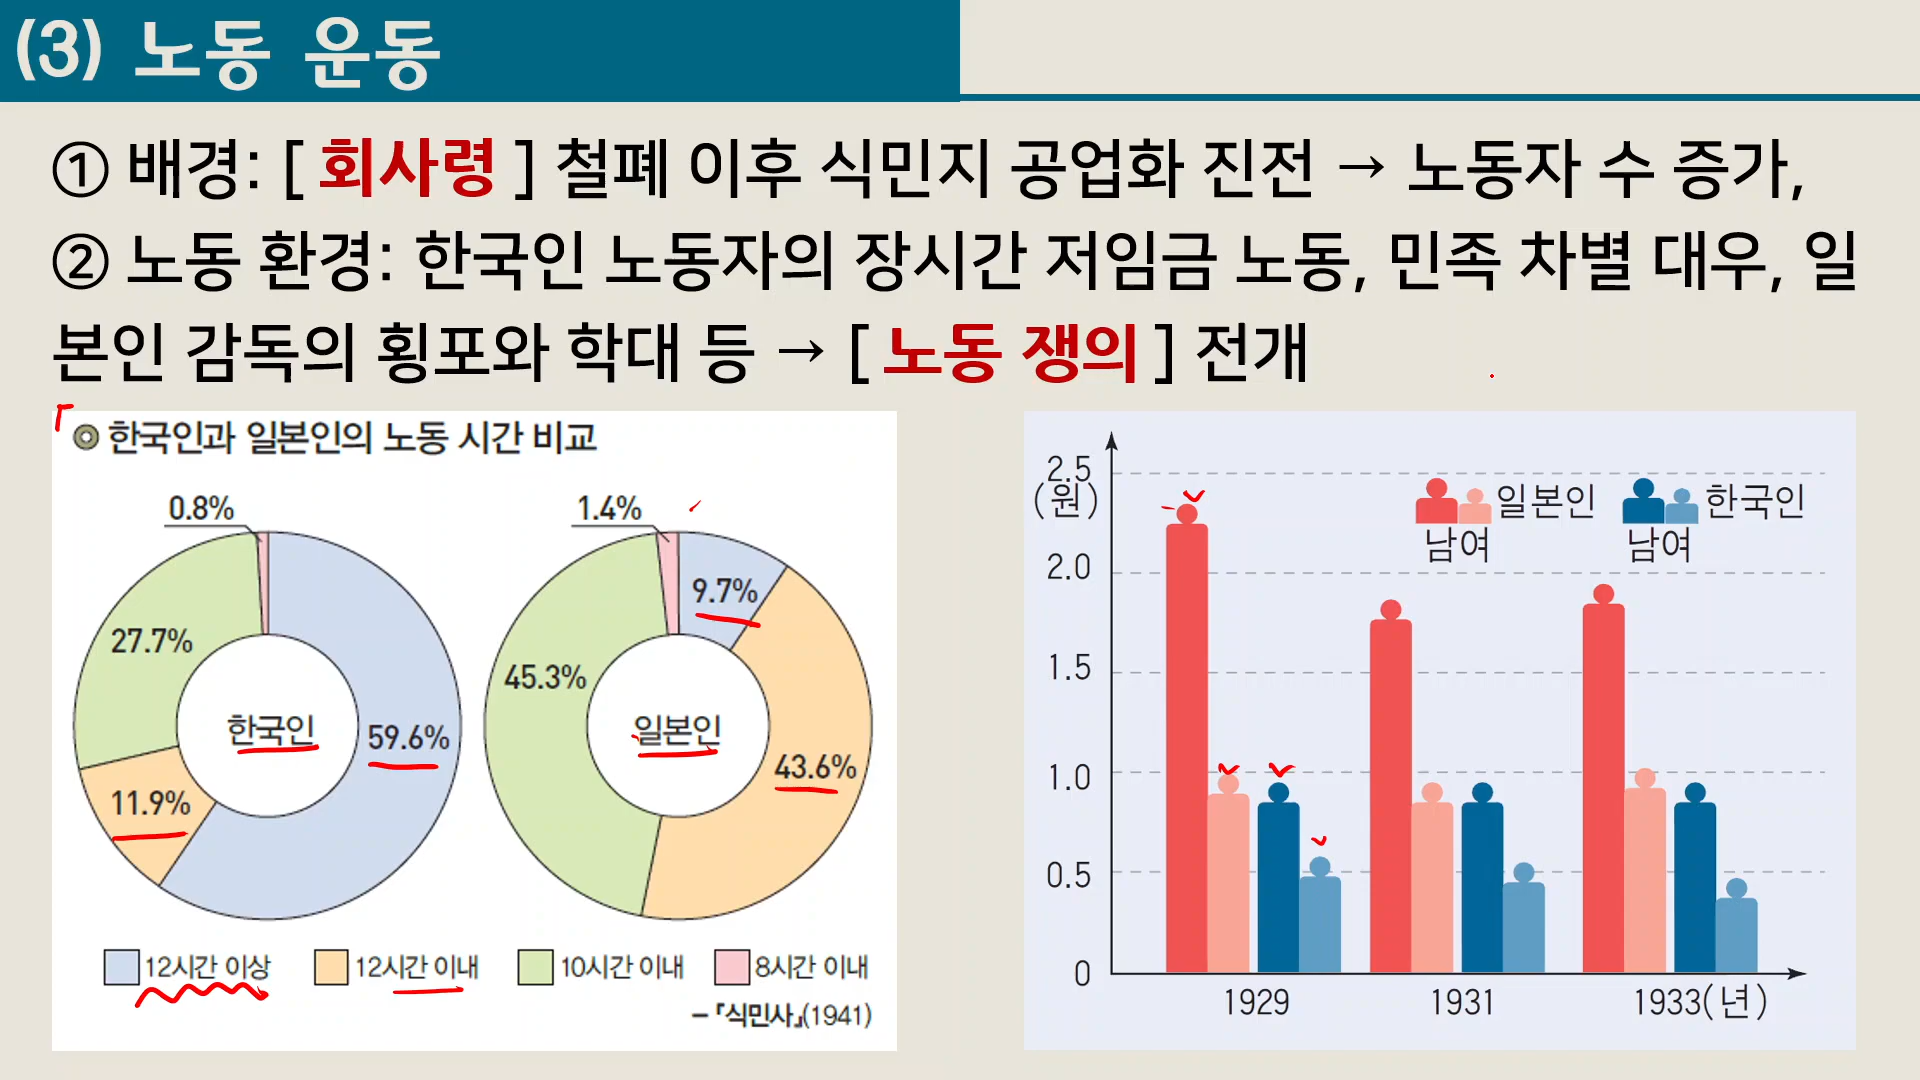 (3) 노동 운동
① 배경: [ 회사령 ] 철폐 이후 식민지 공업화 진전 → 노동자 수 증가,
② 노동 환경: 한국인 노동자의 장시간 저임금 노동, 민족 차별 대우, 일
본인 감독의 횡포와 학대 등 → [ 노동 쟁의 ] 전개
◎ 한국인과 일본인의 노동 시간 비교
0.8%
27.7%
11.9%
59.6%
한국인
1.4%
9.7%
45.3%
43.6%
일본인
12시간 이상 12시간 이내 10시간 이내 8시간 이내
– 『식민사』(1941)
2.5
(원)
2.0
1.5
1.0
0.5
0
일본인 한국인
남여 남여
1929 1931 1933(년)